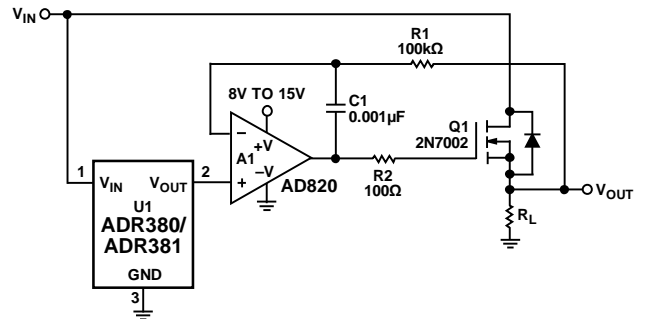 VIN
R1
100kΩ
8V TO 15V
C1
0.001µF
Q1
2N7002
–
+V
A1
–V
+
AD820
R2
100Ω
1
2
VIN
VOUT
U1
ADR380/
ADR381
GND
3
VOUT
RL